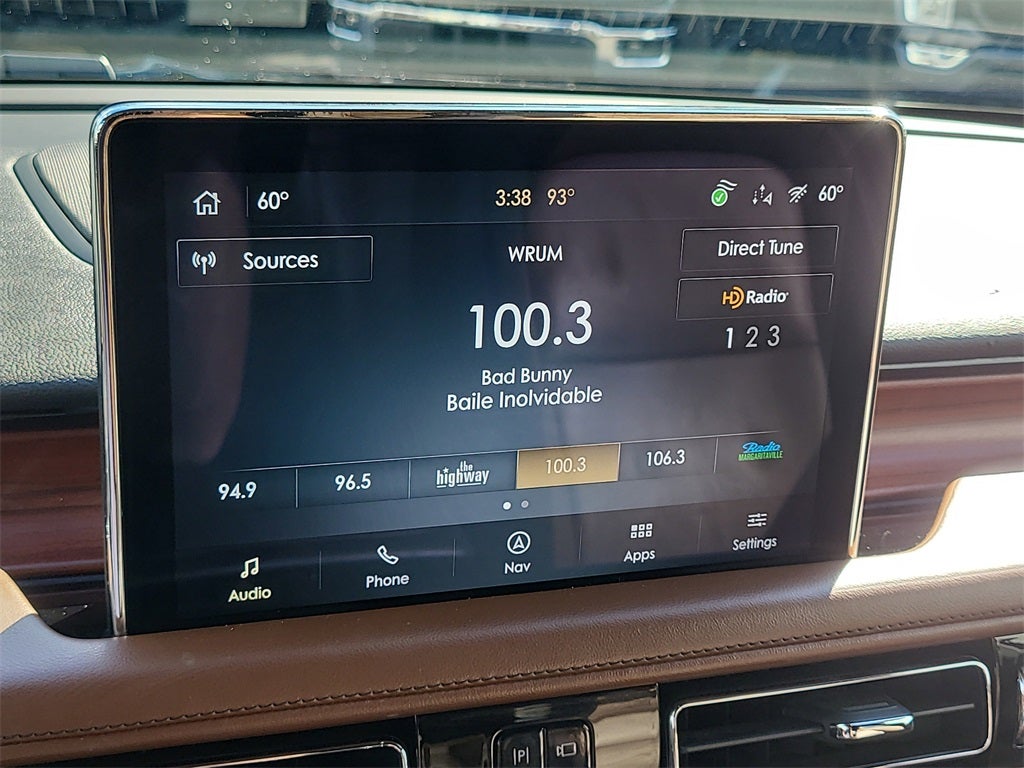 60° 3:38 93° 60°
Sources WRUM Direct Tune
HD Radio
100.3
1 2 3
Bad Bunny
Baile Inolvidable
94.9 96.5 the highway 100.3 106.3 Radio MARGARITAVILLE
Audio Phone Nav Apps Settings
P